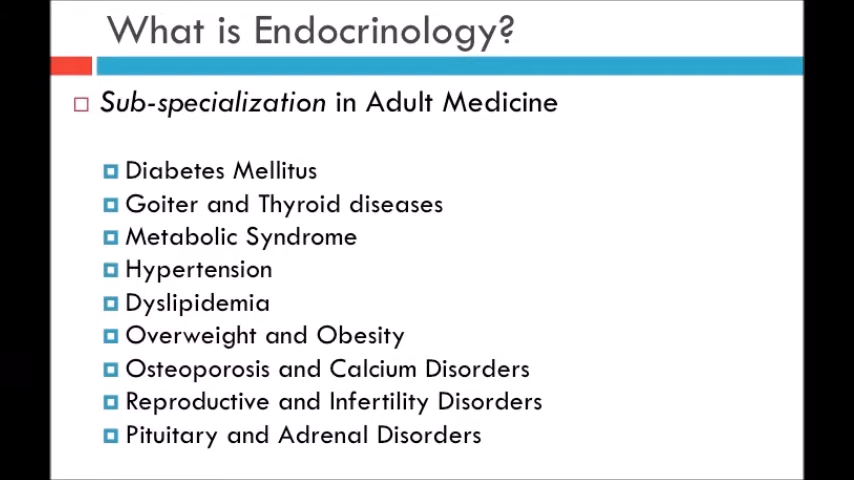 What is Endocrinology?
Sub-specialization in Adult Medicine
Diabetes Mellitus
Goiter and Thyroid diseases
Metabolic Syndrome
Hypertension
Dyslipidemia
Overweight and Obesity
Osteoporosis and Calcium Disorders
Reproductive and Infertility Disorders
Pituitary and Adrenal Disorders